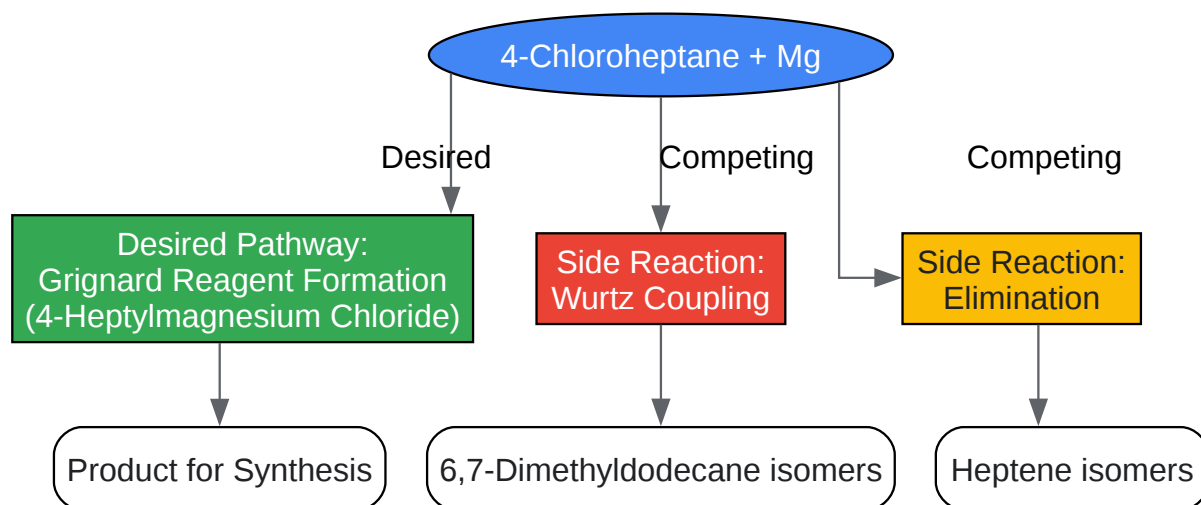 4-Chloroheptane + Mg
Desired
Competing
Competing
Desired Pathway:
Grignard Reagent Formation
(4-Heptylmagnesium Chloride)
Side Reaction:
Wurtz Coupling
Side Reaction:
Elimination
Product for Synthesis
6,7-Dimethyldodecane isomers
Heptene isomers